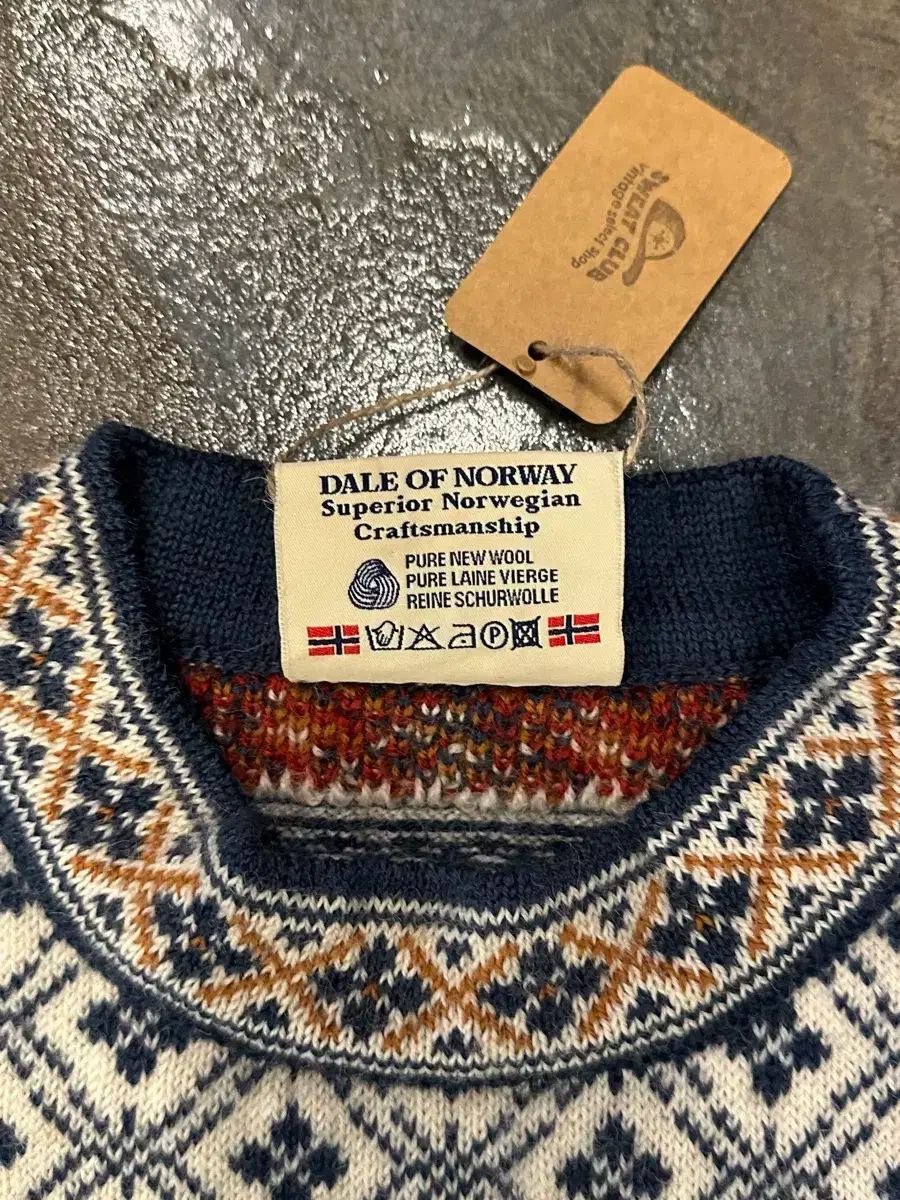 SWEAT CLUB
Vintage select shop
DALE OF NORWAY
Superior Norwegian
Craftsmanship
PURE NEW WOOL
PURE LAINE VIERGE
REINE SCHURWOLLE
P